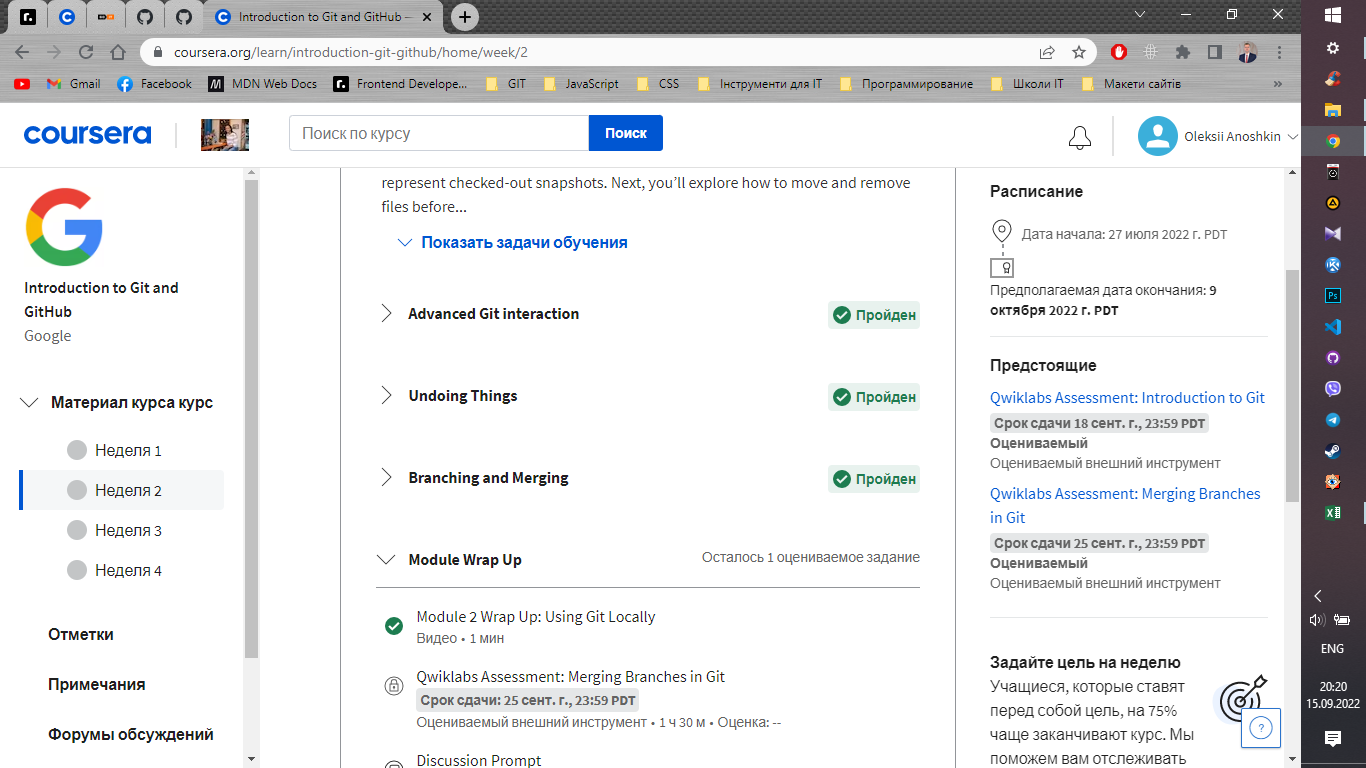 Introduction to Git and GitHub –
coursera.org/learn/introduction-git-github/home/week/2
Gmail
Facebook
MDN Web Docs
Frontend Develope...
GIT
JavaScript
CSS
Інструменти для ІТ
Программирование
Школи ІТ
Макети сайтів
»
coursera
Поиск по курсу
Поиск
Oleksii Anoshkin
Introduction to Git and
GitHub
Google
Материал курса курс
Неделя 1
Неделя 2
Неделя 3
Неделя 4
Отметки
Примечания
Форумы обсуждений
represent checked-out snapshots. Next, you’ll explore how to move and remove
files before...
Показать задачи обучения
Advanced Git interaction
Пройден
Undoing Things
Пройден
Branching and Merging
Пройден
Module Wrap Up
Осталось 1 оцениваемое задание
Module 2 Wrap Up: Using Git Locally
Видео • 1 мин
Qwiklabs Assessment: Merging Branches in Git
Срок сдачи: 25 сент. г., 23:59 PDT
Оцениваемый внешний инструмент • 1 ч 30 м • Оценка: --
Discussion Prompt
Расписание
Дата начала: 27 июля 2022 г. PDT
Предполагаемая дата окончания: 9
октября 2022 г. PDT
Предстоящие
Qwiklabs Assessment: Introduction to Git
Срок сдачи 18 сент. г., 23:59 PDT
Оцениваемый
Оцениваемый внешний инструмент
Qwiklabs Assessment: Merging Branches
in Git
Срок сдачи 25 сент. г., 23:59 PDT
Оцениваемый
Оцениваемый внешний инструмент
Задайте цель на неделю
Учащиеся, которые ставят
перед собой цель, на 75%
чаще заканчивают курс. Мы
поможем вам отслеживать
?
Ps
ENG
20:20
15.09.2022